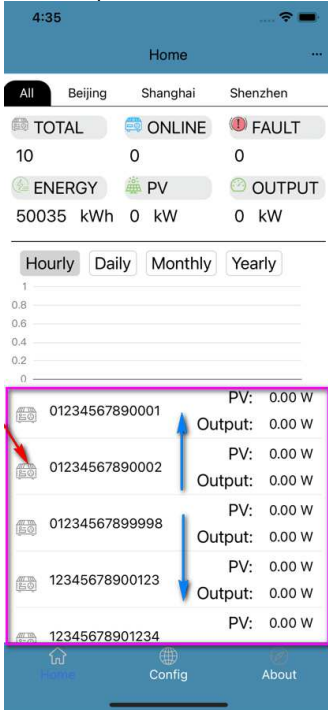 4:35
Home
All Beijing Shanghai Shenzhen
TOTAL ONLINE FAULT
10 0 0
ENERGY PV OUTPUT
50035 kWh 0 kW 0 kW
Hourly Daily Monthly Yearly
1
0.8
0.6
0.4
0.2
0
PV: 0.00 W
01234567890001
Output: 0.00 W
PV: 0.00 W
01234567890002
Output: 0.00 W
PV: 0.00 W
01234567899998
Output: 0.00 W
PV: 0.00 W
12345678900123
Output: 0.00 W
PV: 0.00 W
12345678901234
Home Config About